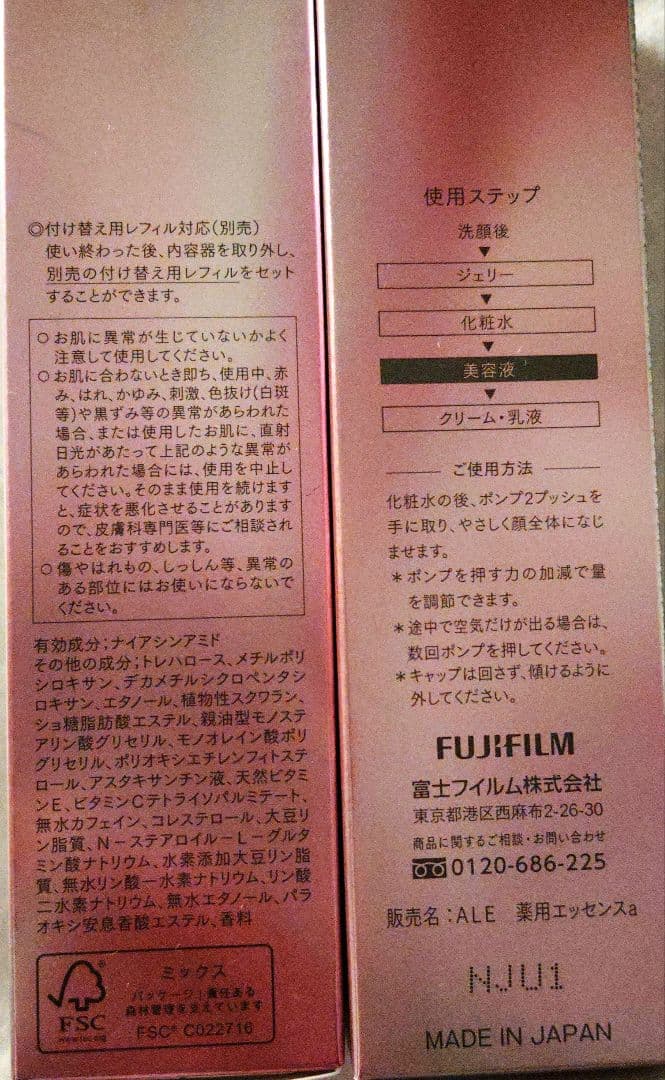 ◎付け替え用レフィル対応(別売)
使い終わった後、内容器を取り外し、
別売の付け替え用レフィルをセット
することができます。
○お肌に異常が生じていないかよく
注意して使用してください。
○お肌に合わないとき即ち、使用中、赤
み、はれ、かゆみ、刺激、色抜け(白斑
等)や黒ずみ等の異常があらわれた
場合、または使用したお肌に、直射
日光があたって上記のような異常が
あらわれた場合には、使用を中止し
てください。そのまま使用を続けます
と、症状を悪化させることがあります
ので、皮膚科専門医等にご相談され
ることをおすすめします。
○傷やはれもの、しっしん等、異常の
ある部位にはお使いにならないで
ください。
有効成分;ナイアシンアミド
その他の成分;トレハロース、メチルポリ
シロキサン、デカメチルシクロペンタシ
ロキサン、エタノール、植物性スクワラン、
ショ糖脂肪酸エステル、親油型モノステ
アリン酸グリセリル、モノオレイン酸ポリ
グリセリル、ポリオキシエチレンフィトステ
ロール、アスタキサンチン液、天然ビタミ
ンE、ビタミンCテトライソパルミテート、
無水カフェイン、コレステロール、大豆リ
ン脂質、N-ステアロイル-L-グルタ
ミン酸ナトリウム、水素添加大豆リン脂
質、無水リン酸一水素ナトリウム、リン酸
二水素ナトリウム、無水エタノール、パラ
オキシ安息香酸エステル、香料
FSC
www.fsc.org
ミックス
パッケージ|責任ある
森林管理を支えています
FSC® C022716
使用ステップ
洗顔後
▼
ジェリー
▼
化粧水
▼
美容液
▼
クリーム・乳液
ご使用方法
化粧水の後、ポンプ2プッシュを
手に取り、やさしく顔全体になじ
ませます。
*ポンプを押す力の加減で量
を調節できます。
*途中で空気だけが出る場合は、
数回ポンプを押してください。
*キャップは回さず、傾けるように
外してください。
FUJIFILM
富士フイルム株式会社
東京都港区西麻布2-26-30
商品に関するご相談・お問い合わせ
0120-686-225
販売名:ALE 薬用エッセンスa
NJU1
MADE IN JAPAN